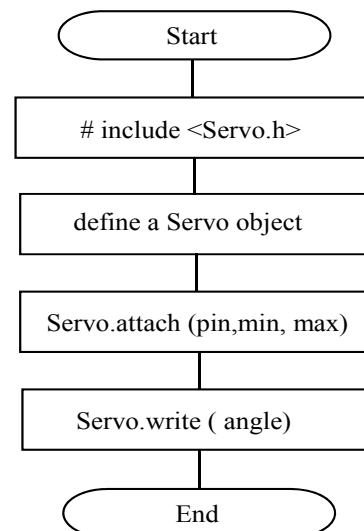 Start
# include <Servo.h>
define a Servo object
Servo.attach (pin,min, max)
Servo.write ( angle)
End